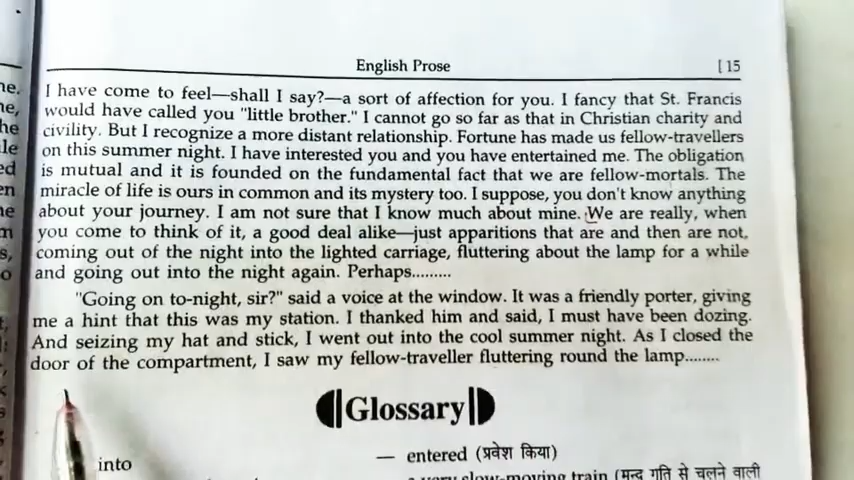 English Prose [ 15
I have come to feel—shall I say?—a sort of affection for you. I fancy that St. Francis
would have called you "little brother." I cannot go so far as that in Christian charity and
civility. But I recognize a more distant relationship. Fortune has made us fellow-travellers
on this summer night. I have interested you and you have entertained me. The obligation
is mutual and it is founded on the fundamental fact that we are fellow-mortals. The
miracle of life is ours in common and its mystery too. I suppose, you don't know anything
about your journey. I am not sure that I know much about mine. We are really, when
you come to think of it, a good deal alike—just apparitions that are and then are not,
coming out of the night into the lighted carriage, fluttering about the lamp for a while
and going out into the night again. Perhaps.........
"Going on to-night, sir?" said a voice at the window. It was a friendly porter, giving
me a hint that this was my station. I thanked him and said, I must have been dozing.
And seizing my hat and stick, I went out into the cool summer night. As I closed the
door of the compartment, I saw my fellow-traveller fluttering round the lamp........
Glossary
into — entered (प्रवेश किया)
a very slow-moving train (मन्द गति से चलने वाली